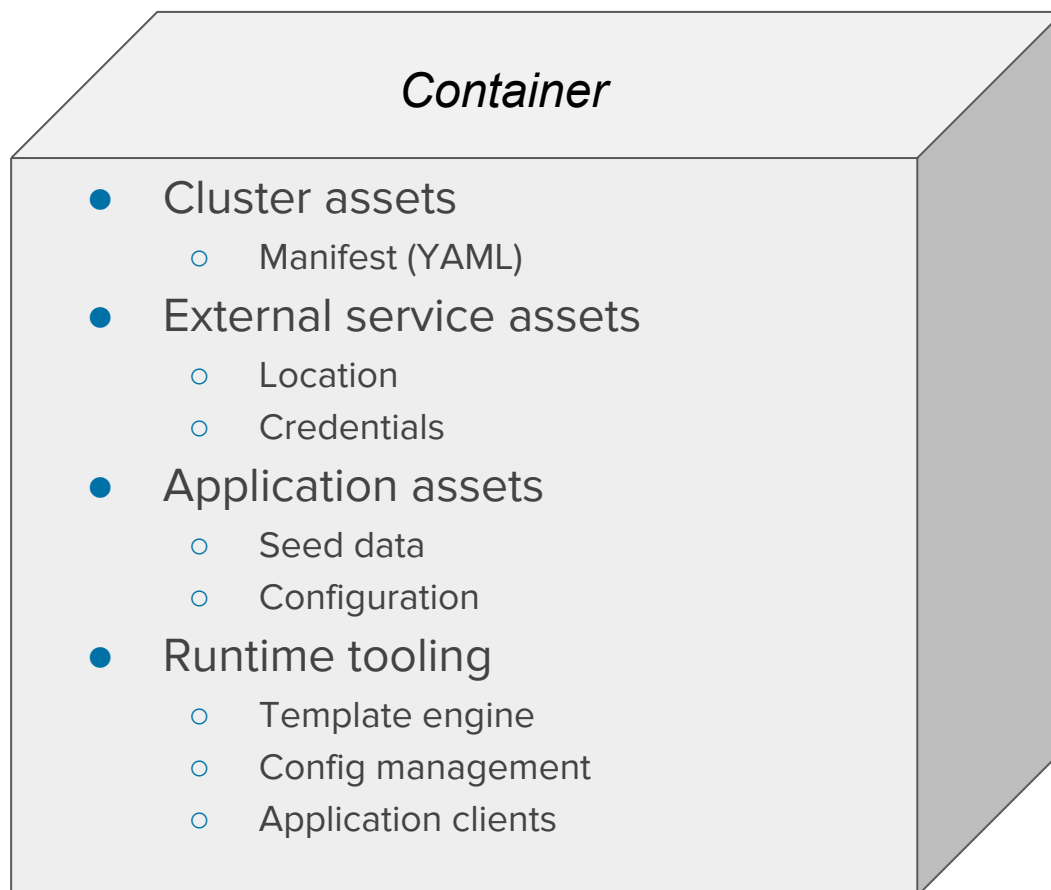 Container
● Cluster assets
○ Manifest (YAML)
● External service assets
○ Location
○ Credentials
● Application assets
○ Seed data
○ Configuration
● Runtime tooling
○ Template engine
○ Config management
○ Application clients